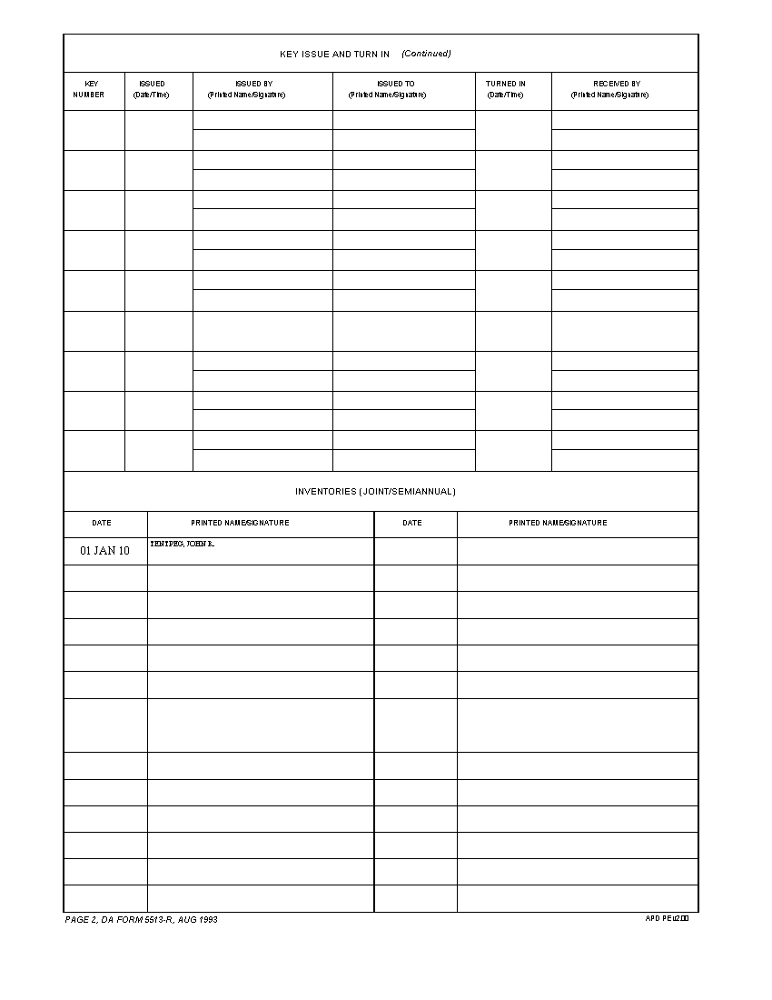 KEY ISSUE AND TURN IN (Continued)
KEY NUMBER
ISSUED (Date/Time)
ISSUED BY (Printed Name/Signature)
ISSUED TO (Printed Name/Signature)
TURNED IN (Date/Time)
RECEIVED BY (Printed Name/Signature)
INVENTORIES (JOINT/SEMIANNUAL)
DATE PRINTED NAME/SIGNATURE DATE PRINTED NAME/SIGNATURE
01 JAN 10 TENTPEG, JOHN R.
PAGE 2, DA FORM 5513-R, AUG 1993 APD PE v2.00